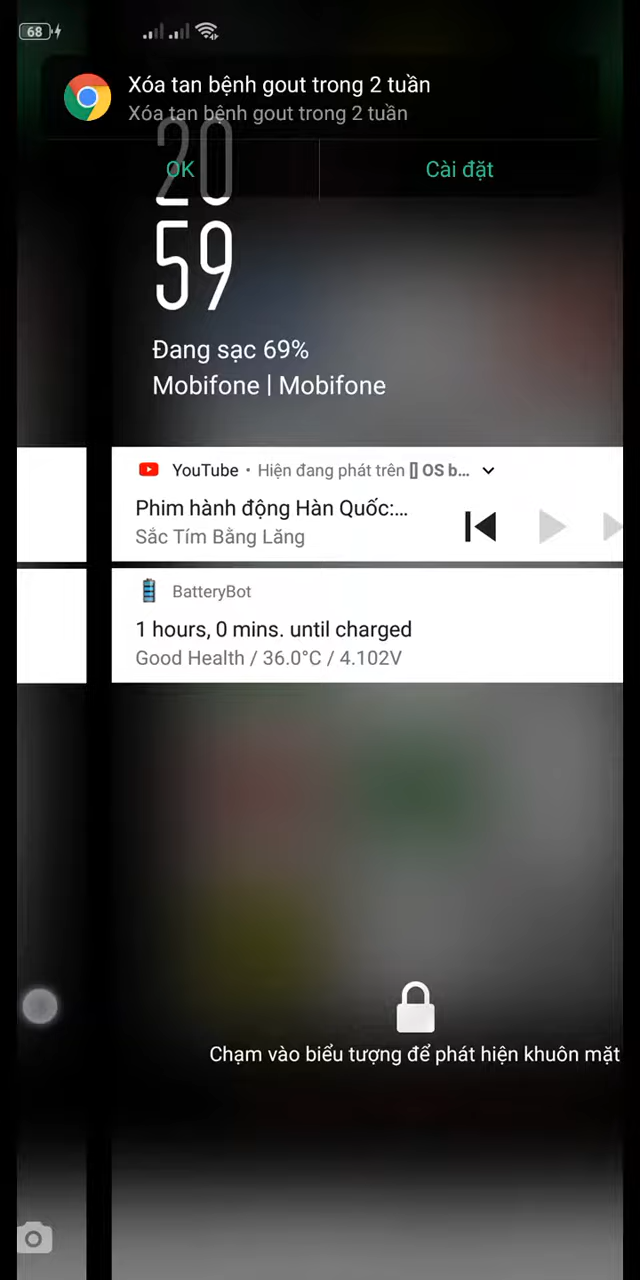 68
Xóa tan bệnh gout trong 2 tuần
Xóa tan bệnh gout trong 2 tuần
OK
Cài đặt
20
59
Đang sạc 69%
Mobifone | Mobifone
YouTube • Hiện đang phát trên [] OS b...
Phim hành động Hàn Quốc:...
Sắc Tím Bằng Lăng
BatteryBot
1 hours, 0 mins. until charged
Good Health / 36.0°C / 4.102V
Chạm vào biểu tượng để phát hiện khuôn mặt